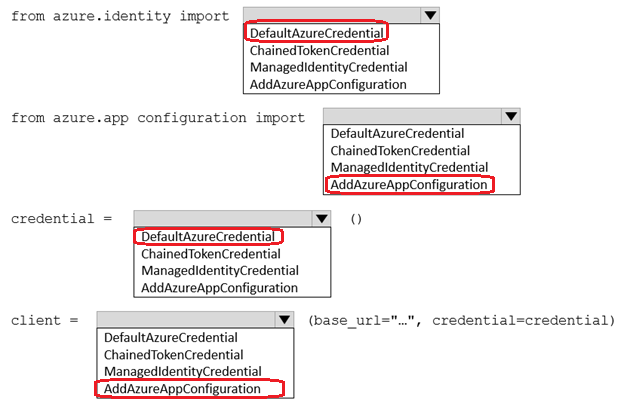 from azure.identity import
DefaultAzureCredential
ChainedTokenCredential
ManagedIdentityCredential
AddAzureAppConfiguration
from azure.app configuration import
DefaultAzureCredential
ChainedTokenCredential
ManagedIdentityCredential
AddAzureAppConfiguration
credential = ()
DefaultAzureCredential
ChainedTokenCredential
ManagedIdentityCredential
AddAzureAppConfiguration
client = (base_url="…", credential=credential)
DefaultAzureCredential
ChainedTokenCredential
ManagedIdentityCredential
AddAzureAppConfiguration